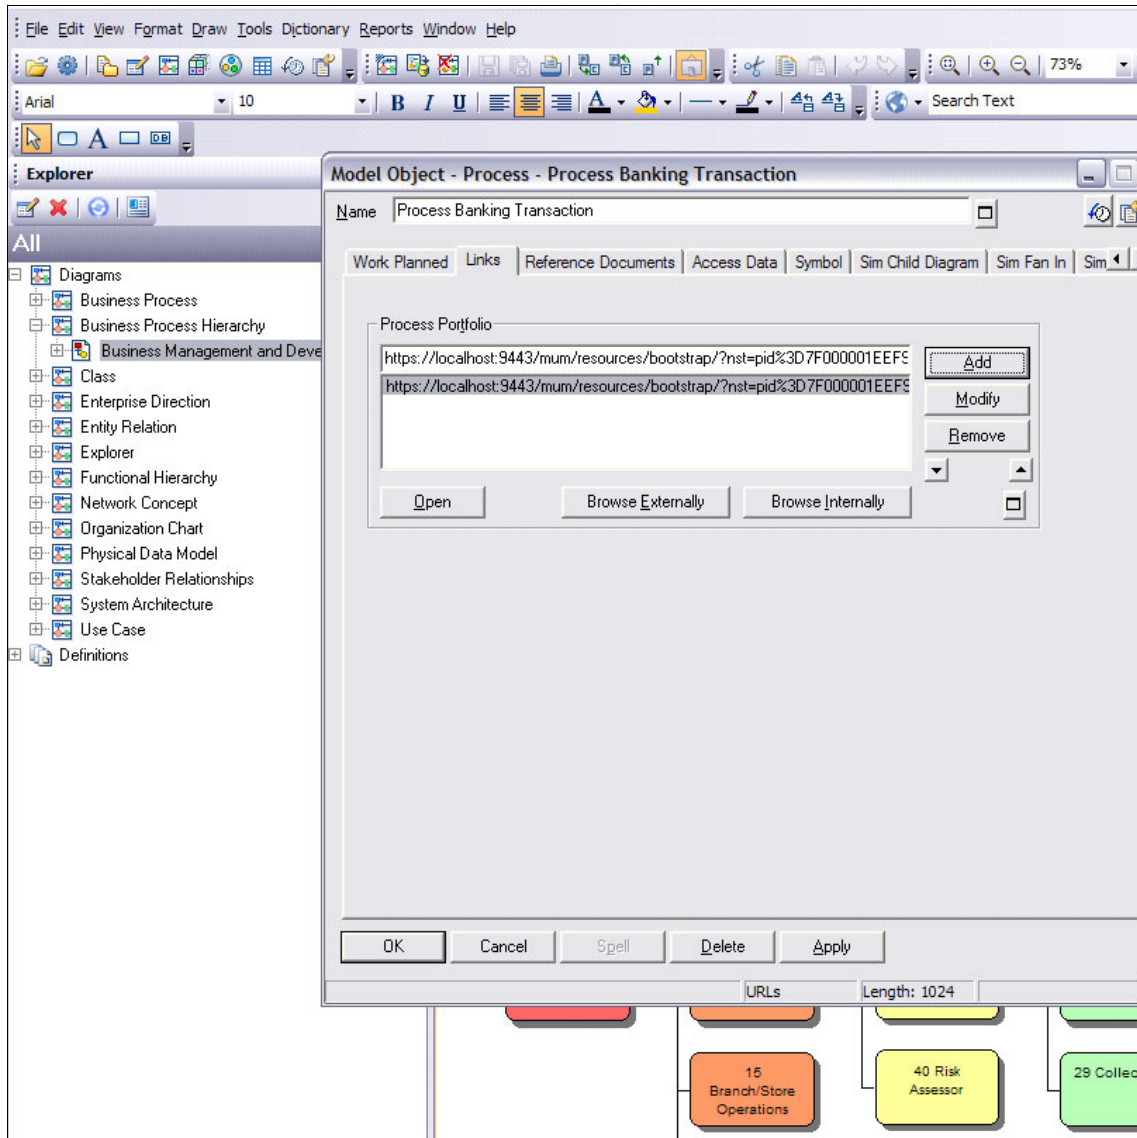 File Edit View Format Draw Tools Dictionary Reports Window Help
73%
Arial 10 B I U A Search Text
A DB
Explorer
All
Diagrams
Business Process
Business Process Hierarchy
Business Management and Deve
Class
Enterprise Direction
Entity Relation
Explorer
Functional Hierarchy
Network Concept
Organization Chart
Physical Data Model
Stakeholder Relationships
System Architecture
Use Case
Definitions
Model Object - Process - Process Banking Transaction
Name Process Banking Transaction
Work Planned Links Reference Documents Access Data Symbol Sim Child Diagram Sim Fan In Sim
Process Portfolio
https://localhost:9443/mum/resources/bootstrap/?nst=pid%3D7F000001EEF9
Add
https://localhost:9443/mum/resources/bootstrap/?nst=pid%3D7F000001EEF9
Modify
Remove
Open Browse Externally Browse Internally
OK Cancel Spell Delete Apply
URLs Length: 1024
15
Branch/Store
Operations
40 Risk
Assessor
29 Collec